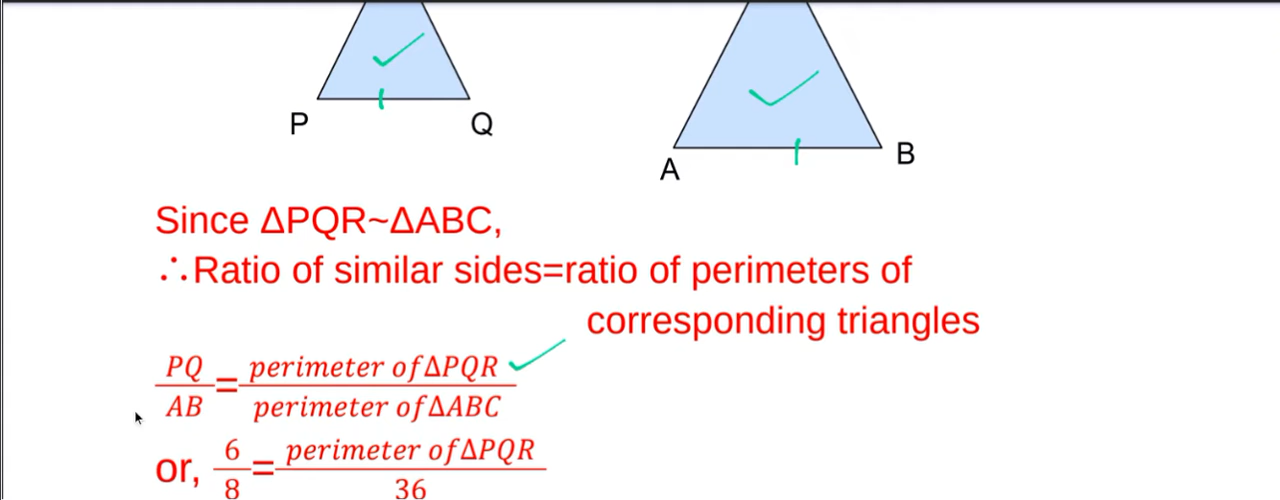 P Q
A B
Since ΔPQR~ΔABC,
∴Ratio of similar sides=ratio of perimeters of
corresponding triangles
PQ/AB = perimeter of ΔPQR/perimeter of ΔABC
or, 6/8 = perimeter of ΔPQR/36